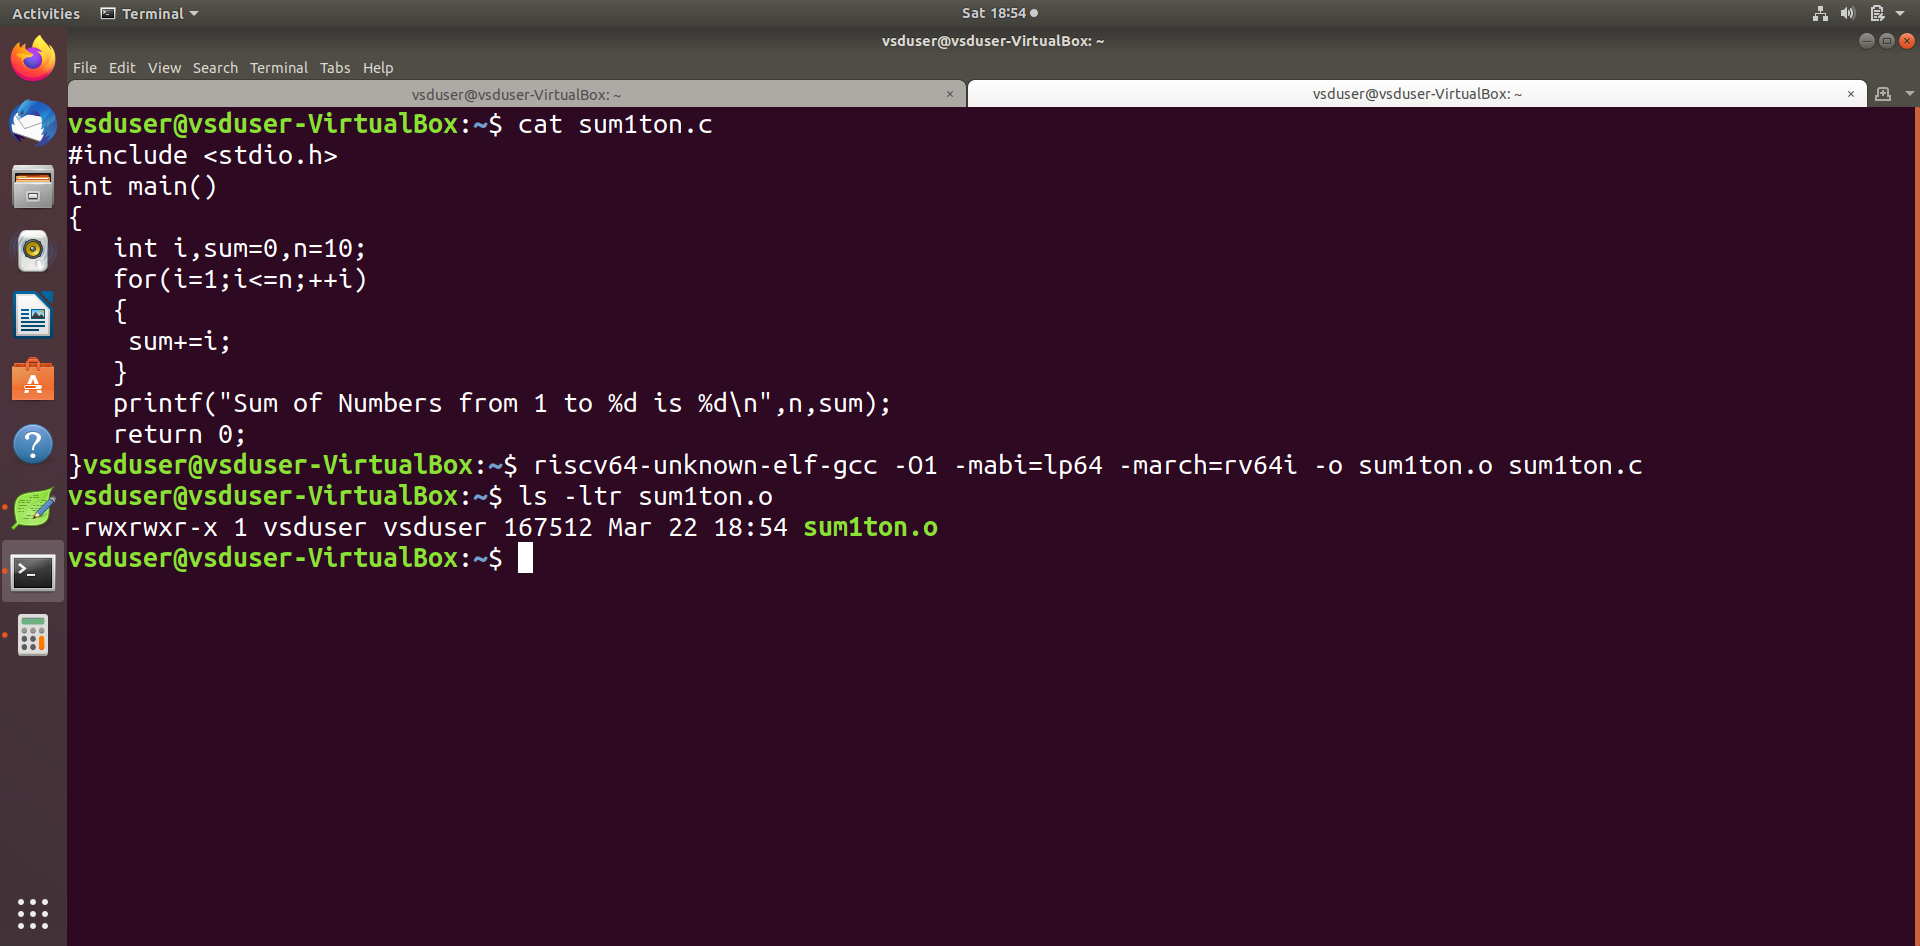 Activities Terminal Sat 18:54
vsduser@vsduser-VirtualBox: ~
File Edit View Search Terminal Tabs Help
vsduser@vsduser-VirtualBox: ~ × vsduser@vsduser-VirtualBox: ~ ×
vsduser@vsduser-VirtualBox:~$ cat sum1ton.c
#include <stdio.h>
int main()
{
   int i,sum=0,n=10;
   for(i=1;i<=n;++i)
   {
    sum+=i;
   }
   printf("Sum of Numbers from 1 to %d is %d\n",n,sum);
   return 0;
}vsduser@vsduser-VirtualBox:~$ riscv64-unknown-elf-gcc -O1 -mabi=lp64 -march=rv64i -o sum1ton.o sum1ton.c
vsduser@vsduser-VirtualBox:~$ ls -ltr sum1ton.o
-rwxrwxr-x 1 vsduser vsduser 167512 Mar 22 18:54 sum1ton.o
vsduser@vsduser-VirtualBox:~$